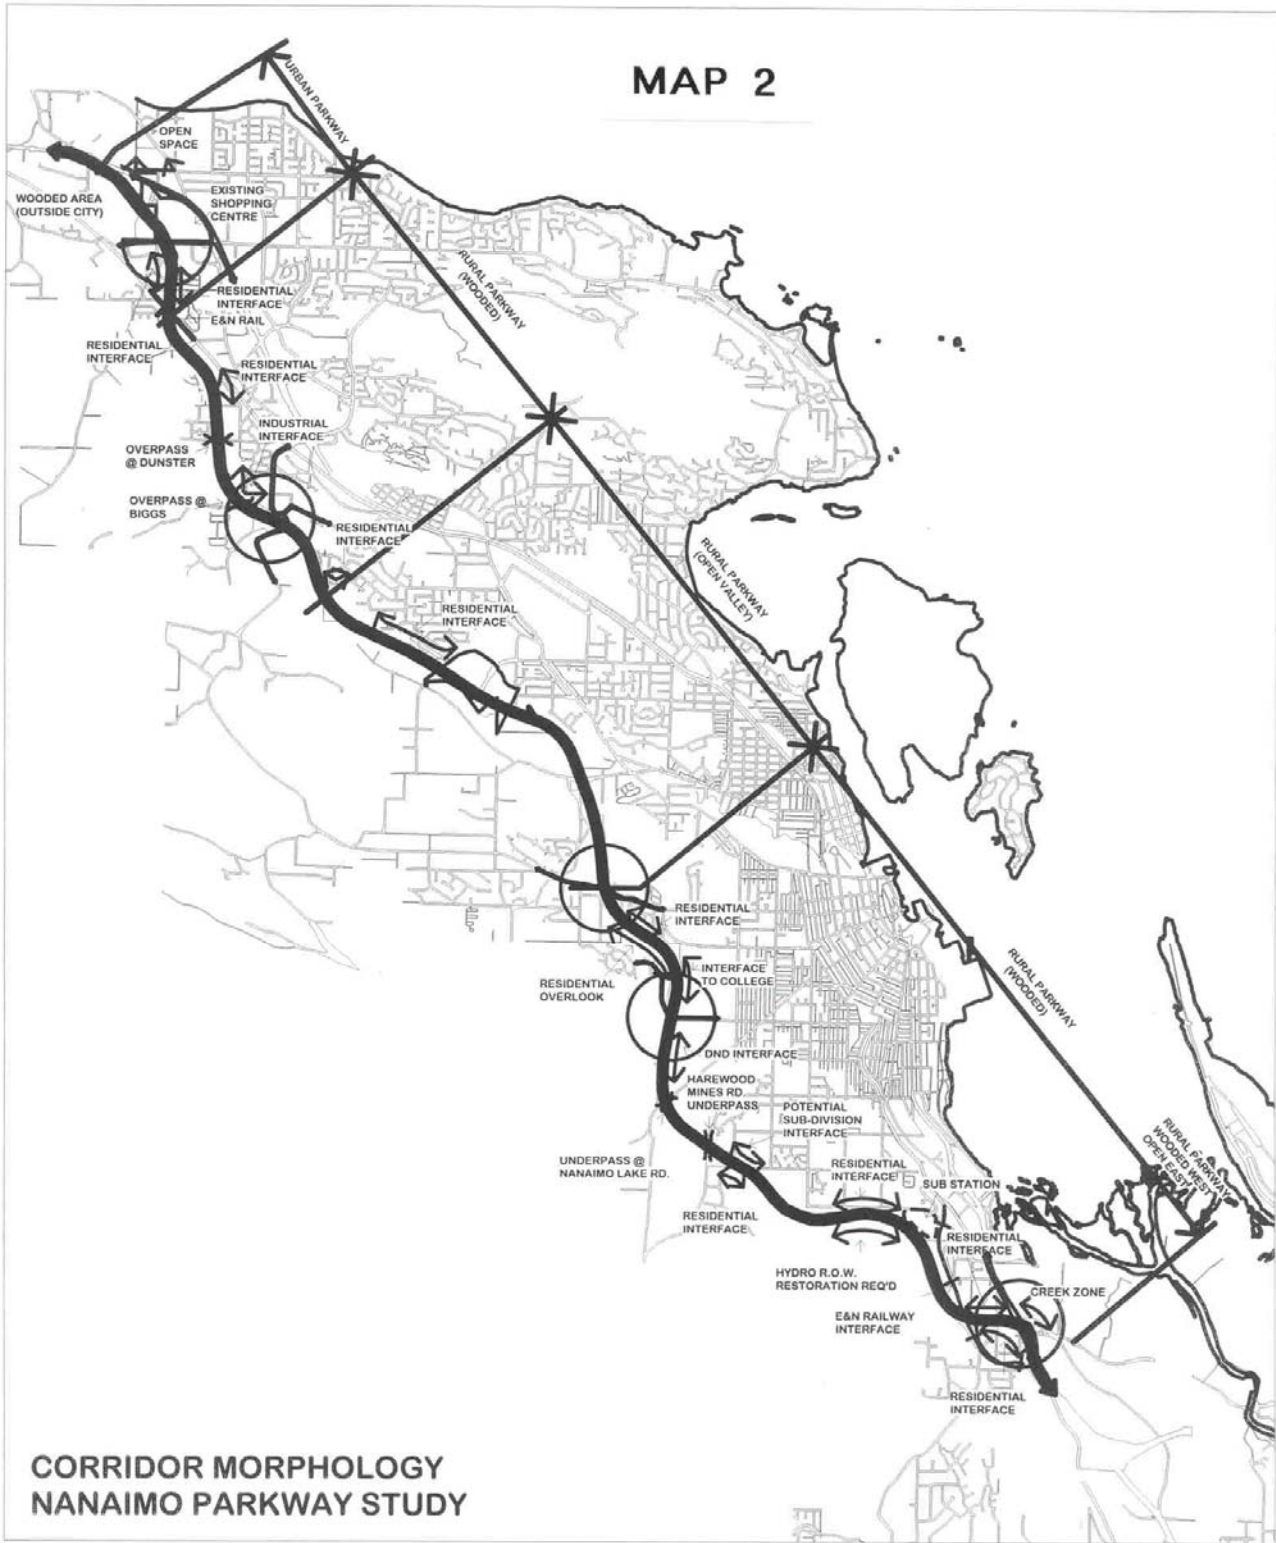 MAP 2
URBAN PARKWAY
OPEN
SPACE
WOODED AREA
(OUTSIDE CITY)
EXISTING
SHOPPING
CENTRE
RURAL PARKWAY
(WOODED)
RESIDENTIAL
INTERFACE
E&N RAIL
RESIDENTIAL
INTERFACE
RESIDENTIAL
INTERFACE
INDUSTRIAL
INTERFACE
OVERPASS
@ DUNSTER
OVERPASS @
BIGGS
RESIDENTIAL
INTERFACE
RURAL PARKWAY
(OPEN VALLEY)
RESIDENTIAL
INTERFACE
RESIDENTIAL
INTERFACE
RURAL PARKWAY
(WOODED)
INTERFACE
TO COLLEGE
RESIDENTIAL
OVERLOOK
DND INTERFACE
HAREWOOD
MINES RD.
UNDERPASS
POTENTIAL
SUB-DIVISION
INTERFACE
RURAL PARKWAY
WOODED WEST
OPEN EAST
UNDERPASS @
NANAIMO LAKE RD.
RESIDENTIAL
INTERFACE
SUB STATION
RESIDENTIAL
INTERFACE
RESIDENTIAL
INTERFACE
HYDRO R.O.W.
RESTORATION REQ'D
CREEK ZONE
E&N RAILWAY
INTERFACE
RESIDENTIAL
INTERFACE
CORRIDOR MORPHOLOGY
NANAIMO PARKWAY STUDY